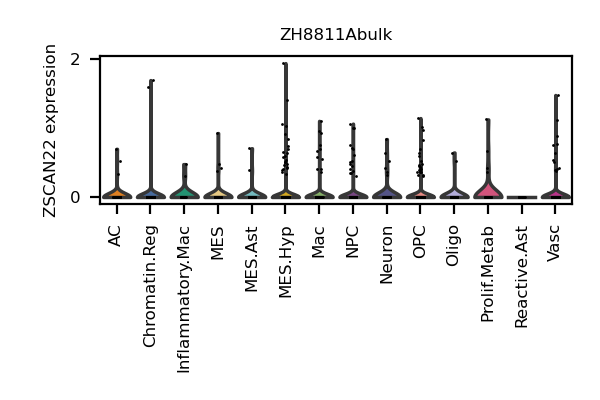 ZH8811Abulk
ZSCAN22 expression
2
0
AC
Chromatin.Reg
Inflammatory.Mac
MES
MES.Ast
MES.Hyp
Mac
NPC
Neuron
OPC
Oligo
Prolif.Metab
Reactive.Ast
Vasc